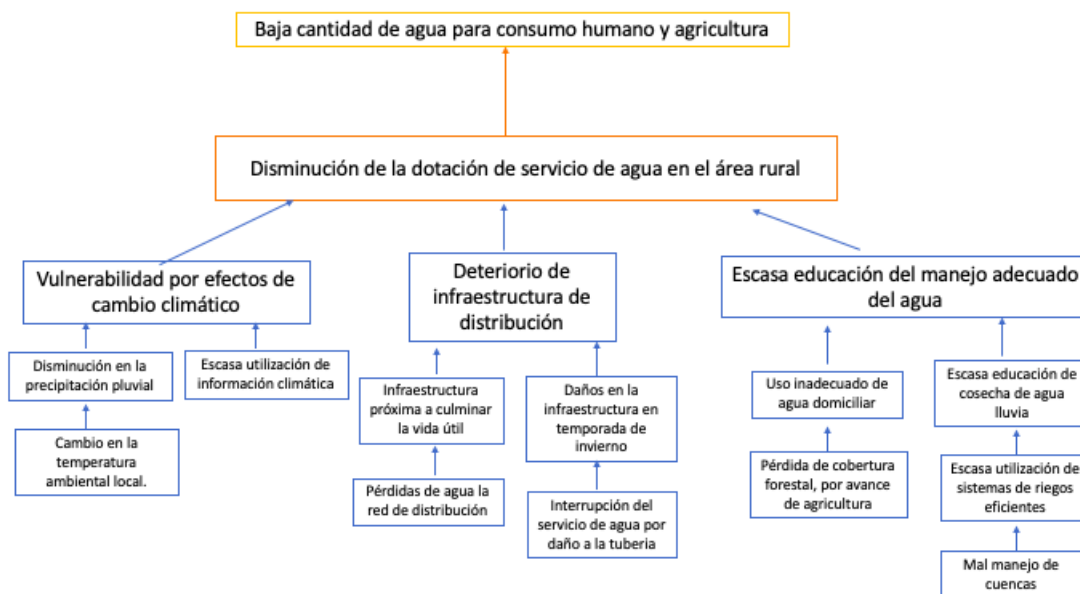 Baja cantidad de agua para consumo humano y agricultura
Disminución de la dotación de servicio de agua en el área rural
Vulnerabilidad por efectos de
cambio climático
Disminución en la
precipitación pluvial
Cambio en la
temperatura
ambiental local.
Escasa utilización de
información climática
Deterioro de
infraestructura de
distribución
Infraestructura
próxima a culminar
la vida útil
Pérdidas de agua la
red de distribución
Daños en la
infraestructura en
temporada de
invierno
Interrupción del
servicio de agua por
daño a la tuberia
Escasa educación del manejo adecuado
del agua
Uso inadecuado de
agua domiciliar
Pérdida de cobertura
forestal, por avance
de agricultura
Escasa educación de
cosecha de agua
lluvia
Escasa utilización de
sistemas de riegos
eficientes
Mal manejo de
cuencas